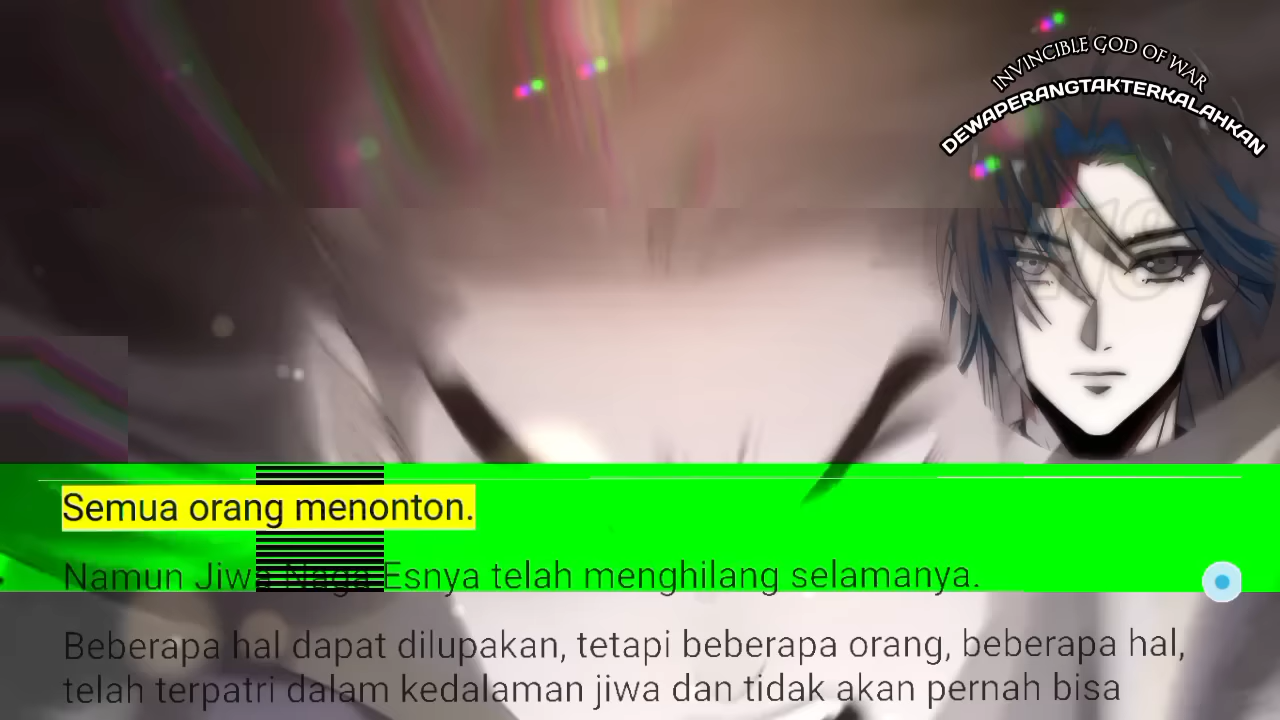 INVINCIBLE GOD OF WAR
DEWAPERANGTAKTERKALAHKAN
Semua orang menonton.
Namun Jiwa Naga Esnya telah menghilang selamanya.
Beberapa hal dapat dilupakan, tetapi beberapa orang, beberapa hal,
telah terpatri dalam kedalaman jiwa dan tidak akan pernah bisa